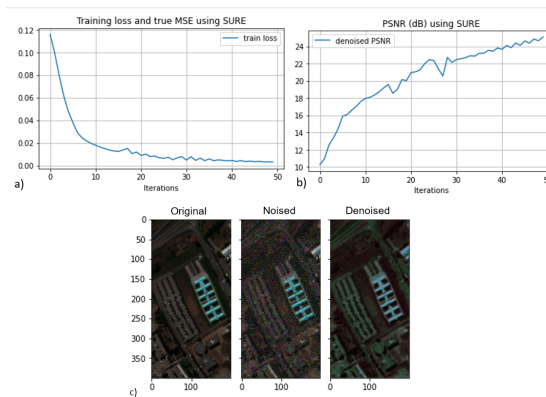 Training loss and true MSE using SURE
0.12
0.10
0.08
0.06
0.04
0.02
0.00
train loss
0 10 20 30 40 50
Iterations
a)
PSNR (dB) using SURE
24
22
20
18
16
14
12
10
denoised PSNR
0 10 20 30 40 50
Iterations
b)
Original Noised Denoised
0
50
100
150
200
250
300
350
0 100 0 100 0 100
c)